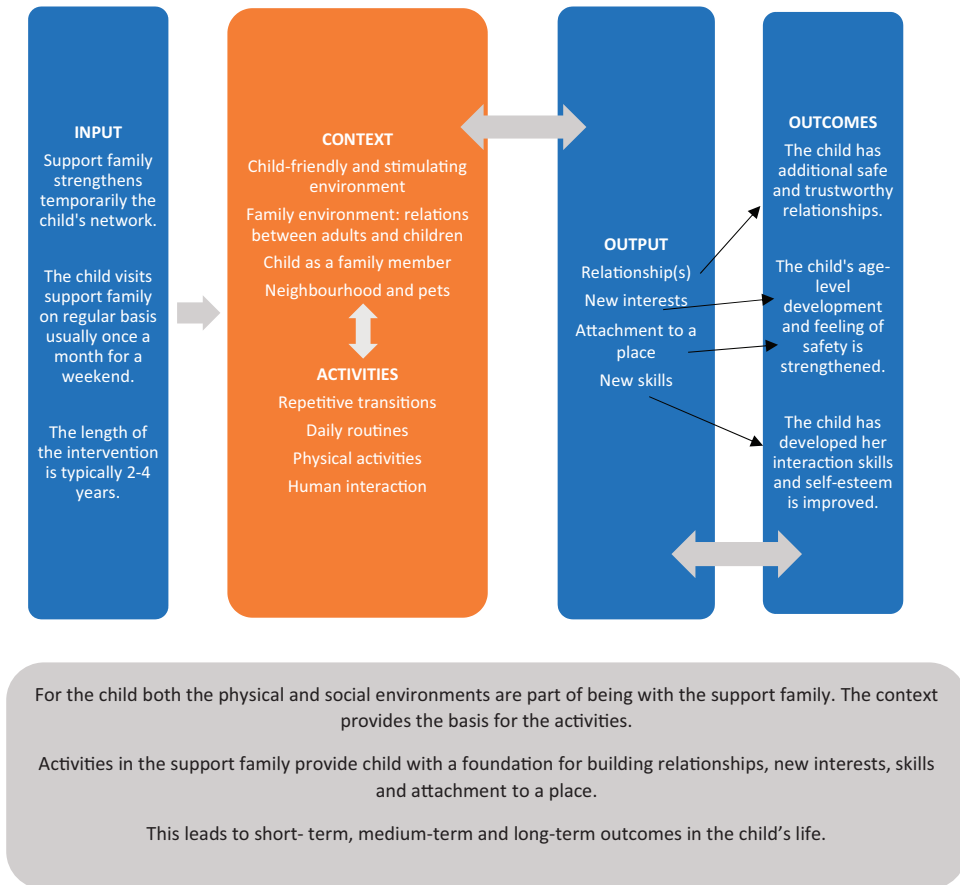 INPUT
Support family
strengthens
temporarily the
child's network.
The child visits
support family
on regular basis
usually once a
month for a
weekend.
The length of
the intervention
is typically 2-4
years.
CONTEXT
Child-friendly and stimulating
environment
Family environment: relations
between adults and children
Child as a family member
Neighbourhood and pets
ACTIVITIES
Repetitive transitions
Daily routines
Physical activities
Human interaction
OUTPUT
Relationship(s)
New interests
Attachment to a
place
New skills
OUTCOMES
The child has
additional safe
and trustworthy
relationships.
The child's age-
level
development
and feeling of
safety is
strengthened.
The child has
developed her
interaction skills
and self-esteem
is improved.
For the child both the physical and social environments are part of being with the support family. The context
provides the basis for the activities.
Activities in the support family provide child with a foundation for building relationships, new interests, skills
and attachment to a place.
This leads to short- term, medium-term and long-term outcomes in the child’s life.